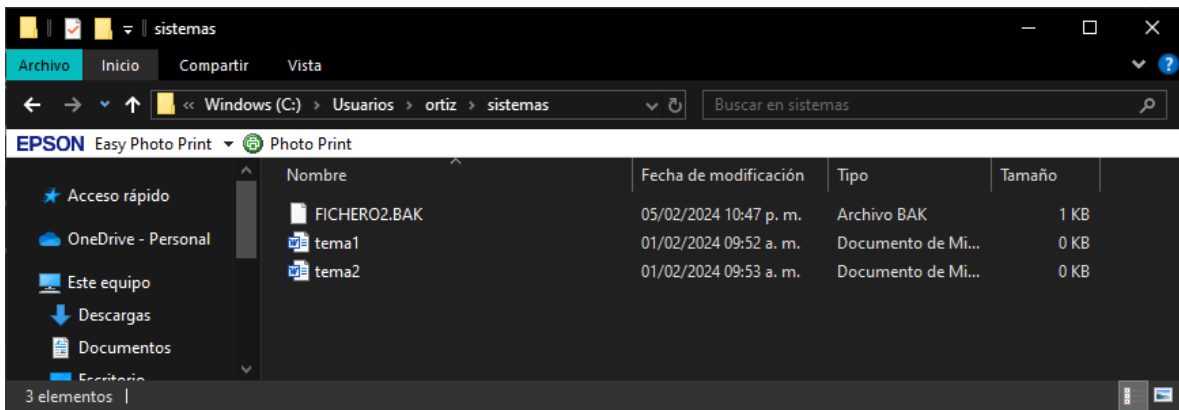 sistemas
Archivo Inicio Compartir Vista
« Windows (C:) › Usuarios › ortiz › sistemas Buscar en sistemas
EPSON Easy Photo Print Photo Print
Nombre Fecha de modificación Tipo Tamaño
Acceso rápido
FICHERO2.BAK 05/02/2024 10:47 p. m. Archivo BAK 1 KB
OneDrive - Personal
tema1 01/02/2024 09:52 a. m. Documento de Mi... 0 KB
tema2 01/02/2024 09:53 a. m. Documento de Mi... 0 KB
Este equipo
Descargas
Documentos
Escritorio
3 elementos